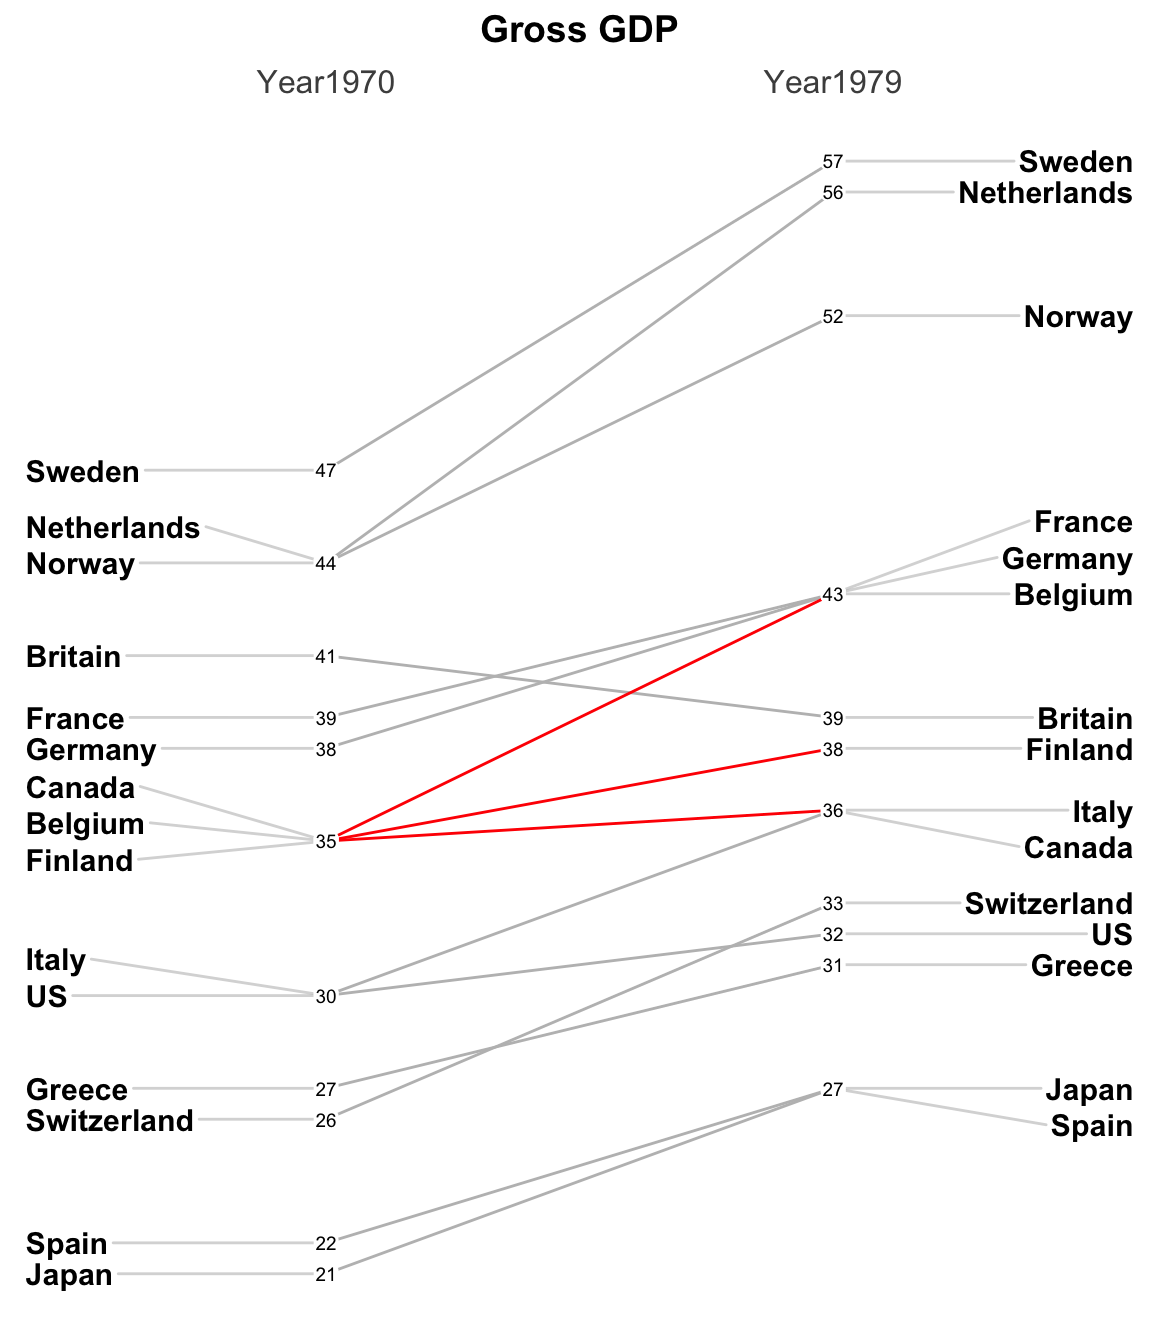 Gross GDP
Year1970 Year1979
57 Sweden
56 Netherlands
52 Norway
Sweden 47
France
Netherlands
Germany
Norway 44
43 Belgium
Britain 41
France 39 39 Britain
Germany 38 38 Finland
Canada
36 Italy
Belgium
35
Canada
Finland
33 Switzerland
32 US
Italy
31 Greece
US 30
Greece 27 27 Japan
Switzerland 26
Spain
Spain 22
Japan 21